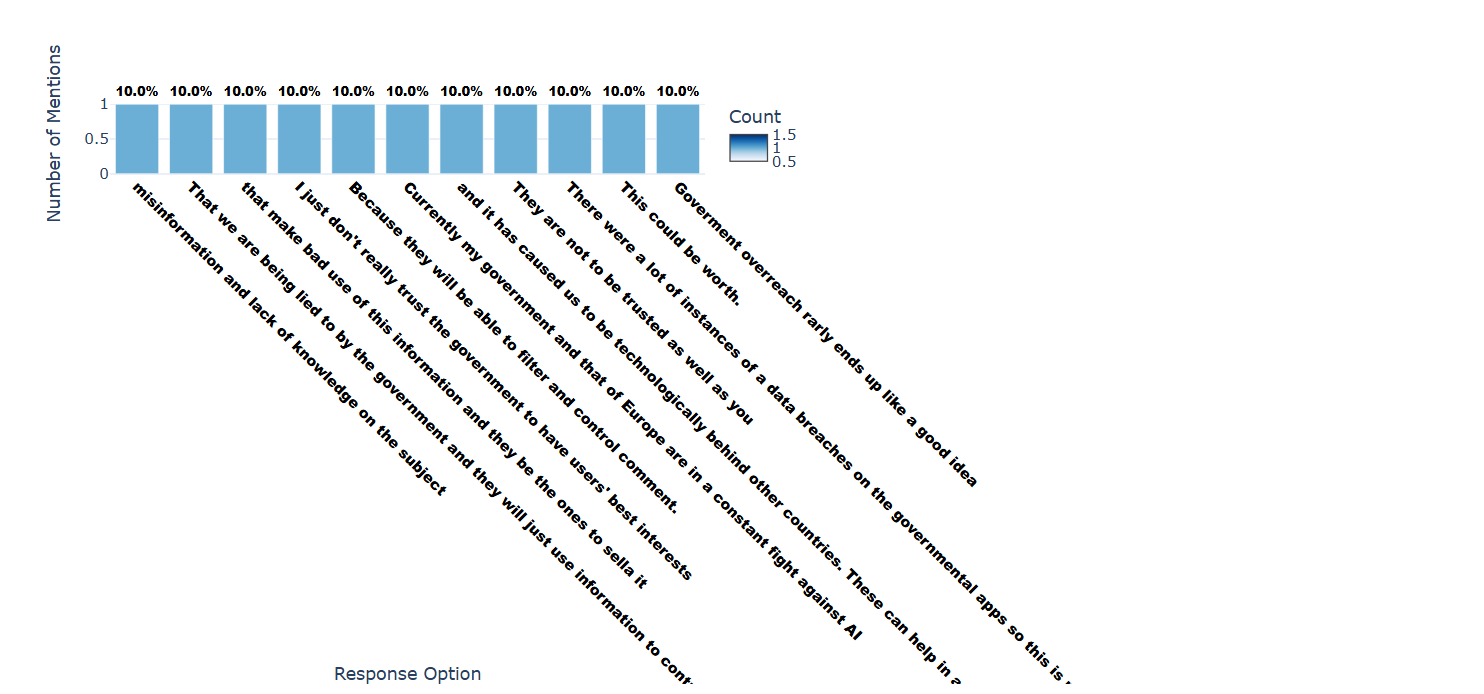 Number of Mentions
10.0% 10.0% 10.0% 10.0% 10.0% 10.0% 10.0% 10.0% 10.0% 10.0% 10.0%
1
0.5
0
Count
1.5
1
0.5
misinformation and lack of knowledge on the subject
That we are being lied to by the government and they will just use information to
that make bad use of this information and they be the ones to sella it
I just don't really trust the government to have users' best interests
Because they will be able to filter and control comment.
Currently my government and that of Europe are in a constant fight against AI
and it has caused us to be technologically behind other countries. These can help in
They are not to be trusted as well as you
There were a lot of instances of a data breaches on the governmental apps so this is
This could be worth.
Goverment overreach rarly ends up like a good idea
Response Option